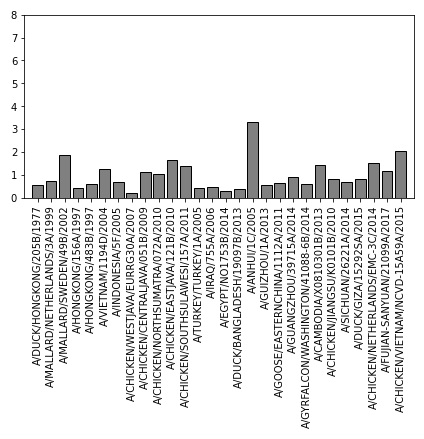 8
7
6
5
4
3
2
1
0
A/DUCK/HONGKONG/205B/1977
A/MALLARD/NETHERLANDS/3A/1999
A/MALLARD/SWEDEN/49B/2002
A/HONGKONG/156A/1997
A/HONGKONG/483B/1997
A/VIETNAM/1194D/2004
A/INDONESIA/5F/2005
A/CHICKEN/WESTJAVA/EURRG30A/2007
A/CHICKEN/CENTRALJAVA/051B/2009
A/CHICKEN/NORTHSUMATRA/072A/2010
A/CHICKEN/EASTJAVA/121B/2010
A/CHICKEN/SOUTHSULAWESI/157A/2011
A/TURKEY/TURKEY/1A/2005
A/IRAQ/755A/2006
A/EGYPT/N01753B/2014
A/DUCK/BANGLADESH/19097B/2013
A/ANHUI/1C/2005
A/GUIZHOU/1A/2013
A/GOOSE/EASTERNCHINA/1112A/2011
A/GUANGZHOU/39715A/2014
A/GYRFALCON/WASHINGTON/41088-6B/2014
A/CAMBODIA/X0810301B/2013
A/CHICKEN/JIANGSU/K0101B/2010
A/SICHUAN/26221A/2014
A/DUCK/GIZA/15292SA/2015
A/CHICKEN/NETHERLANDS/EMC-3C/2014
A/FUJIAN-SANYUAN/21099A/2017
A/CHICKEN/VIETNAM/NCVD-15A59A/2015